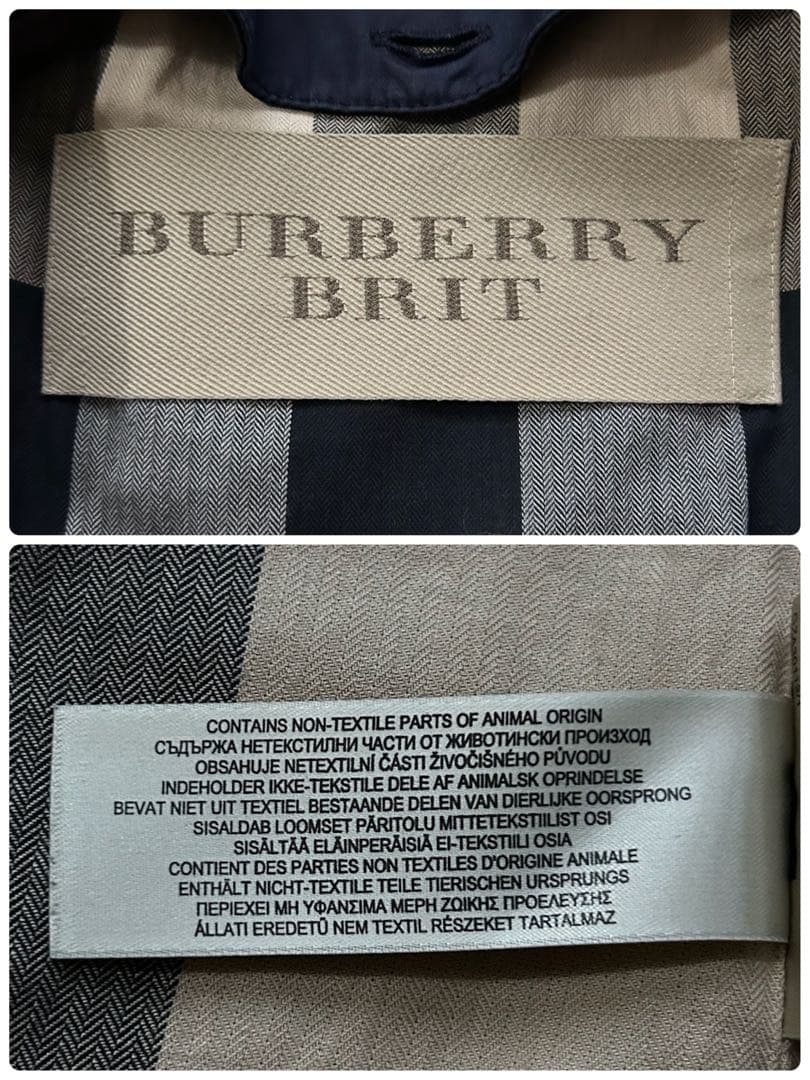 BURBERRY
BRIT
CONTAINS NON-TEXTILE PARTS OF ANIMAL ORIGIN
СЪДЪРЖА НЕТЕКСТИЛНИ ЧАСТИ ОТ ЖИВОТИНСКИ ПРОИЗХОД
OBSAHUJE NETEXTILNÍ ČÁSTI ŽIVOČIŠNÉHO PŮVODU
INDEHOLDER IKKE-TEKSTILE DELE AF ANIMALSK OPRINDELSE
BEVAT NIET UIT TEXTIEL BESTAANDE DELEN VAN DIERLIJKE OORSPRONG
SISALDAB LOOMSET PÄRITOLU MITTETEKSTIILIST OSI
SISÄLTÄÄ ELÄINPERÄISIÄ EI-TEKSTIILI OSIA
CONTIENT DES PARTIES NON TEXTILES D'ORIGINE ANIMALE
ENTHÄLT NICHT-TEXTILE TEILE TIERISCHEN URSPRUNGS
ΠΕΡΙΕΧΕΙ ΜΗ ΥΦΑΝΣΙΜΑ ΜΕΡΗ ΖΩΙΚΗΣ ΠΡΟΕΛΕΥΣΗΣ
ÁLLATI EREDETŰ NEM TEXTIL RÉSZEKET TARTALMAZ